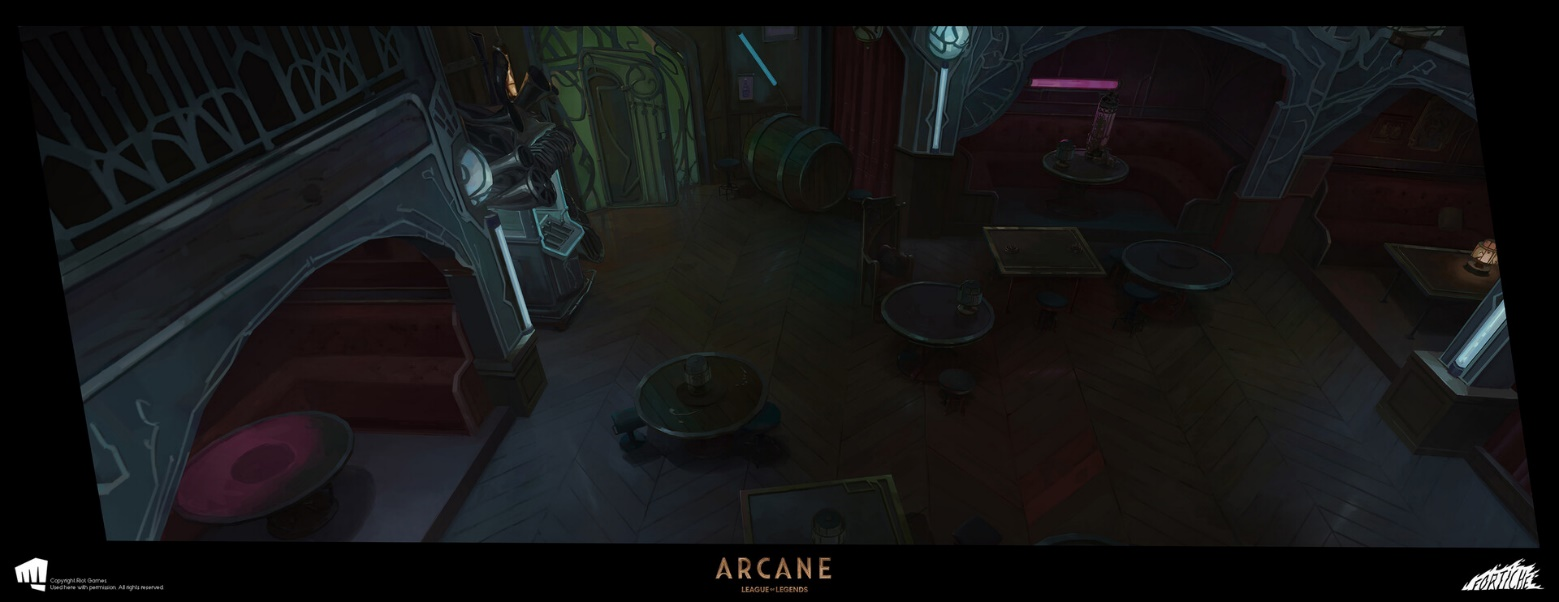 Copyright Riot Games
Used here with permission. All rights reserved.
ARCANE
LEAGUE OF LEGENDS
FORTICHE